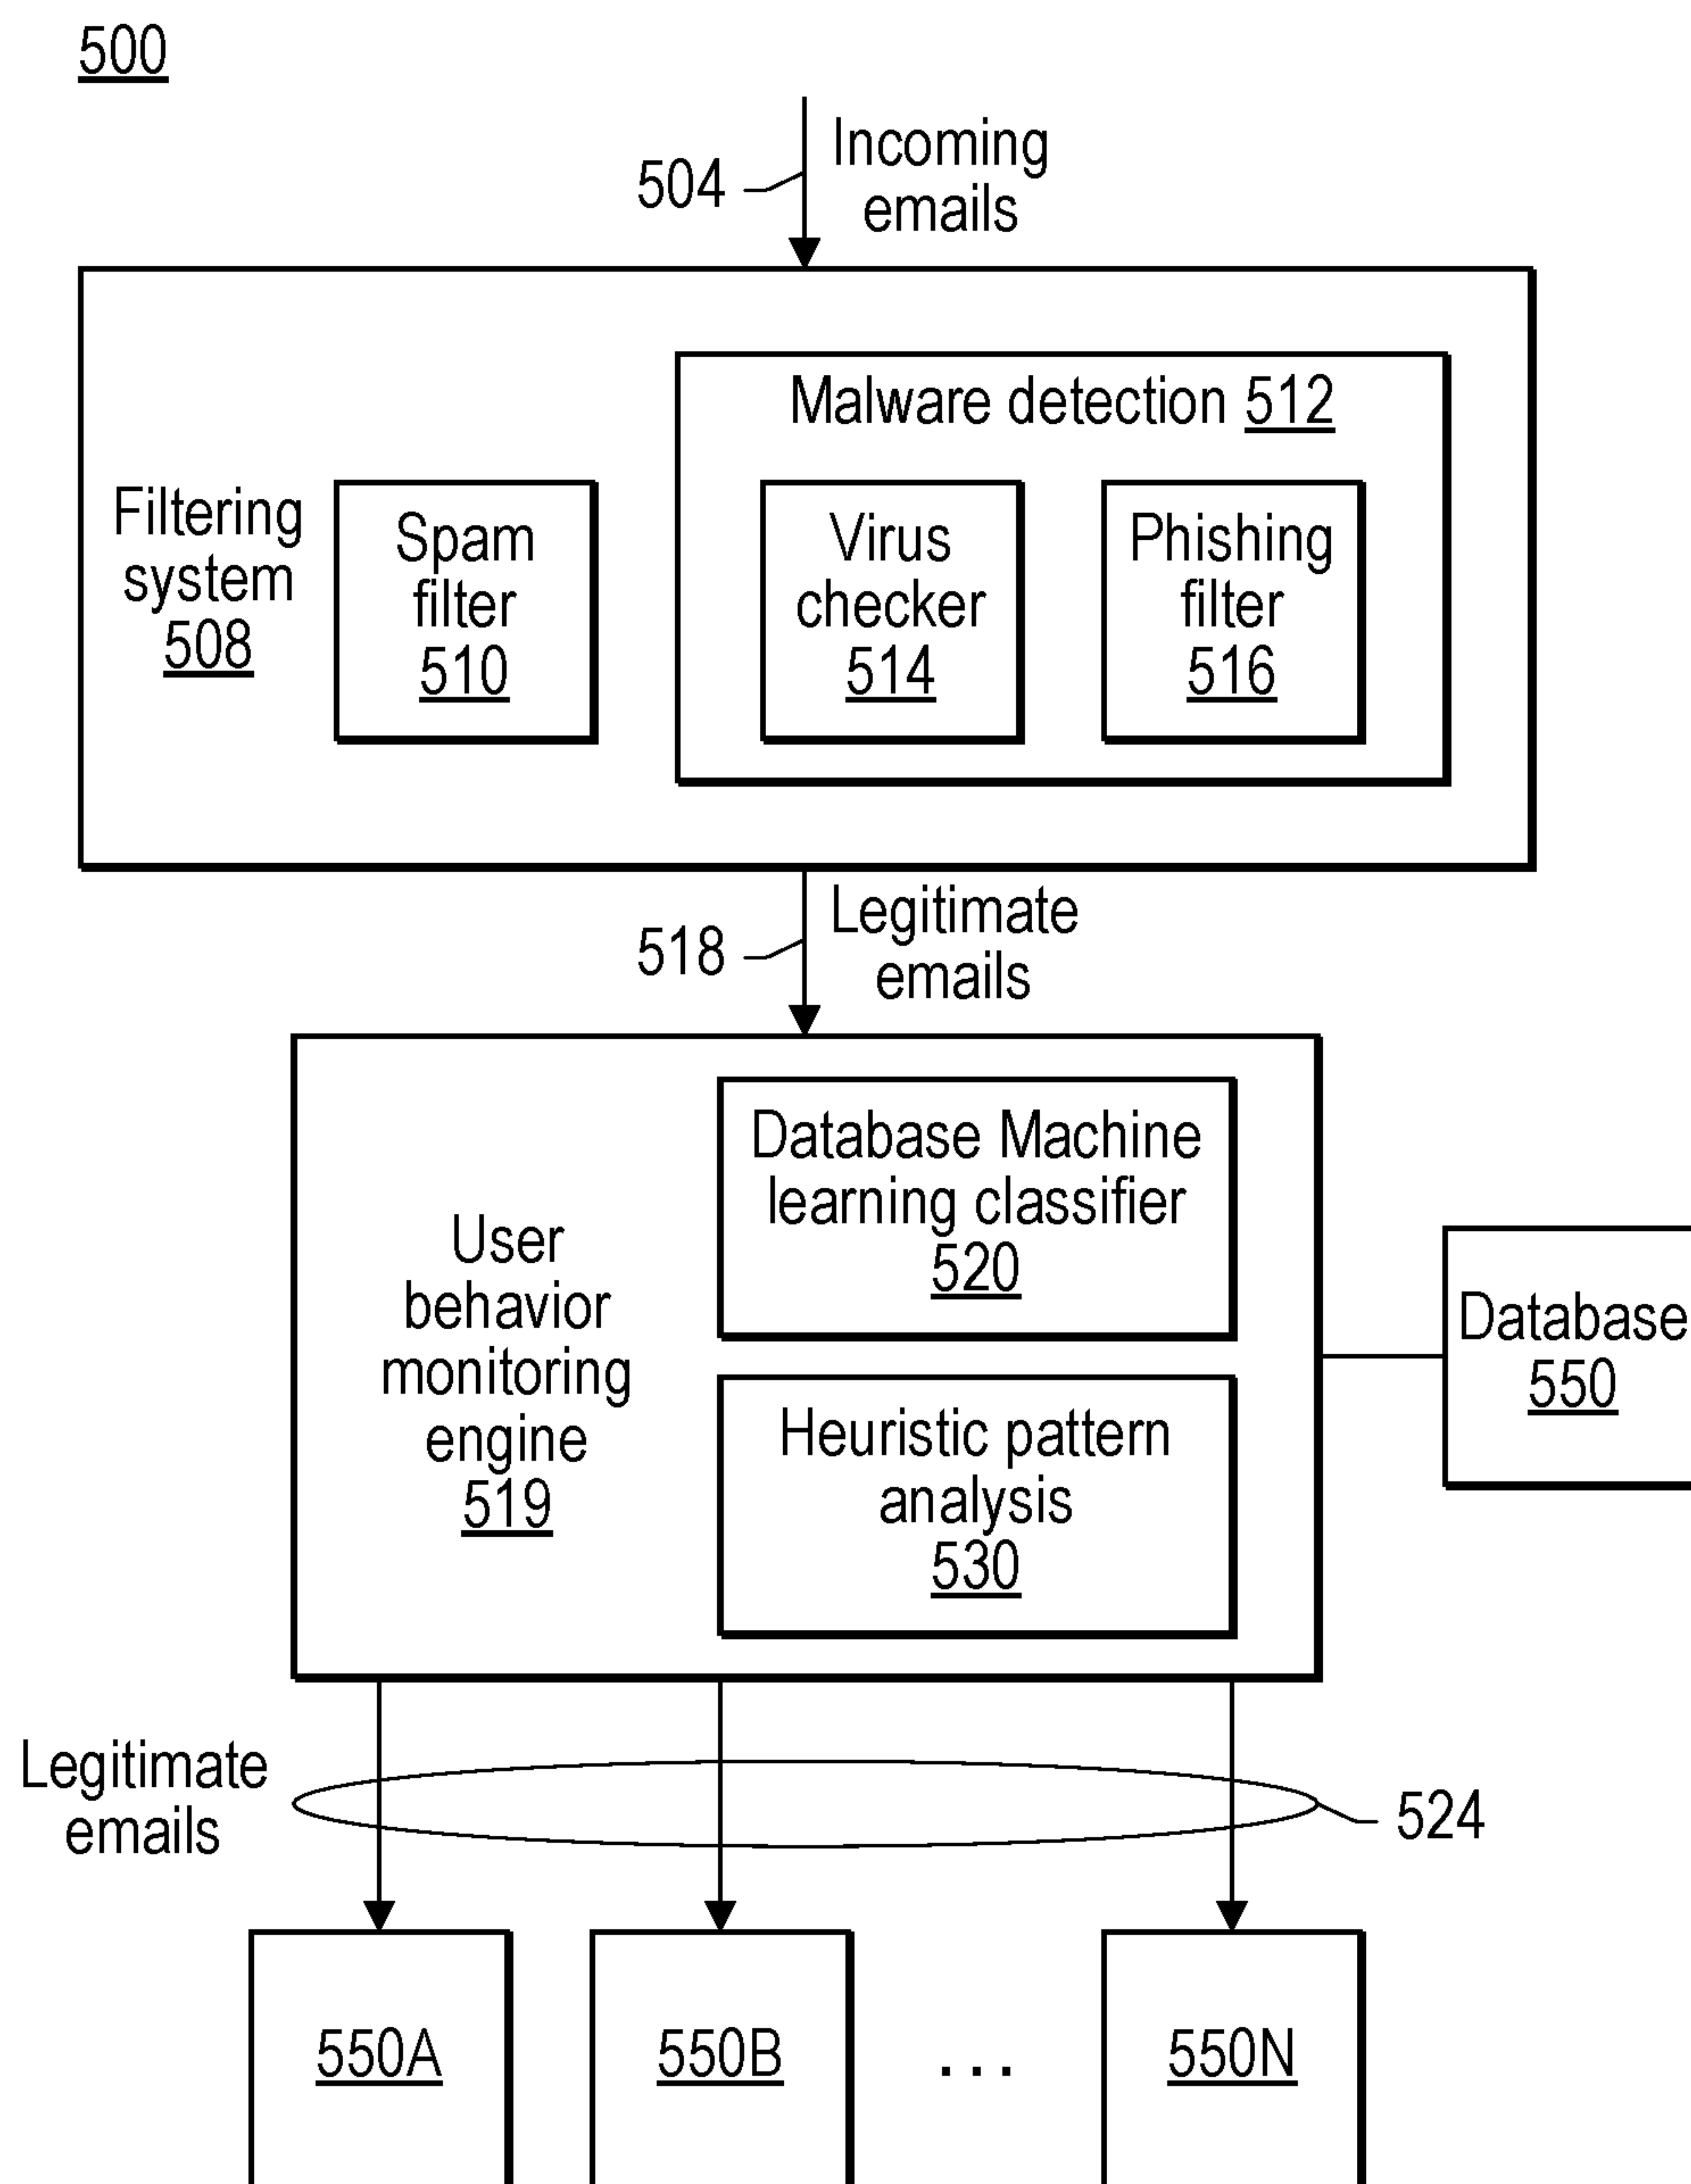 500
504
Incoming
emails
Malware detection 512
Filtering
system
508
Spam
filter
510
Virus
checker
514
Phishing
filter
516
518
Legitimate
emails
User
behavior
monitoring
engine
519
Database Machine
learning classifier
520
Heuristic pattern
analysis
530
Database
550
Legitimate
emails
524
550A
550B
...
550N